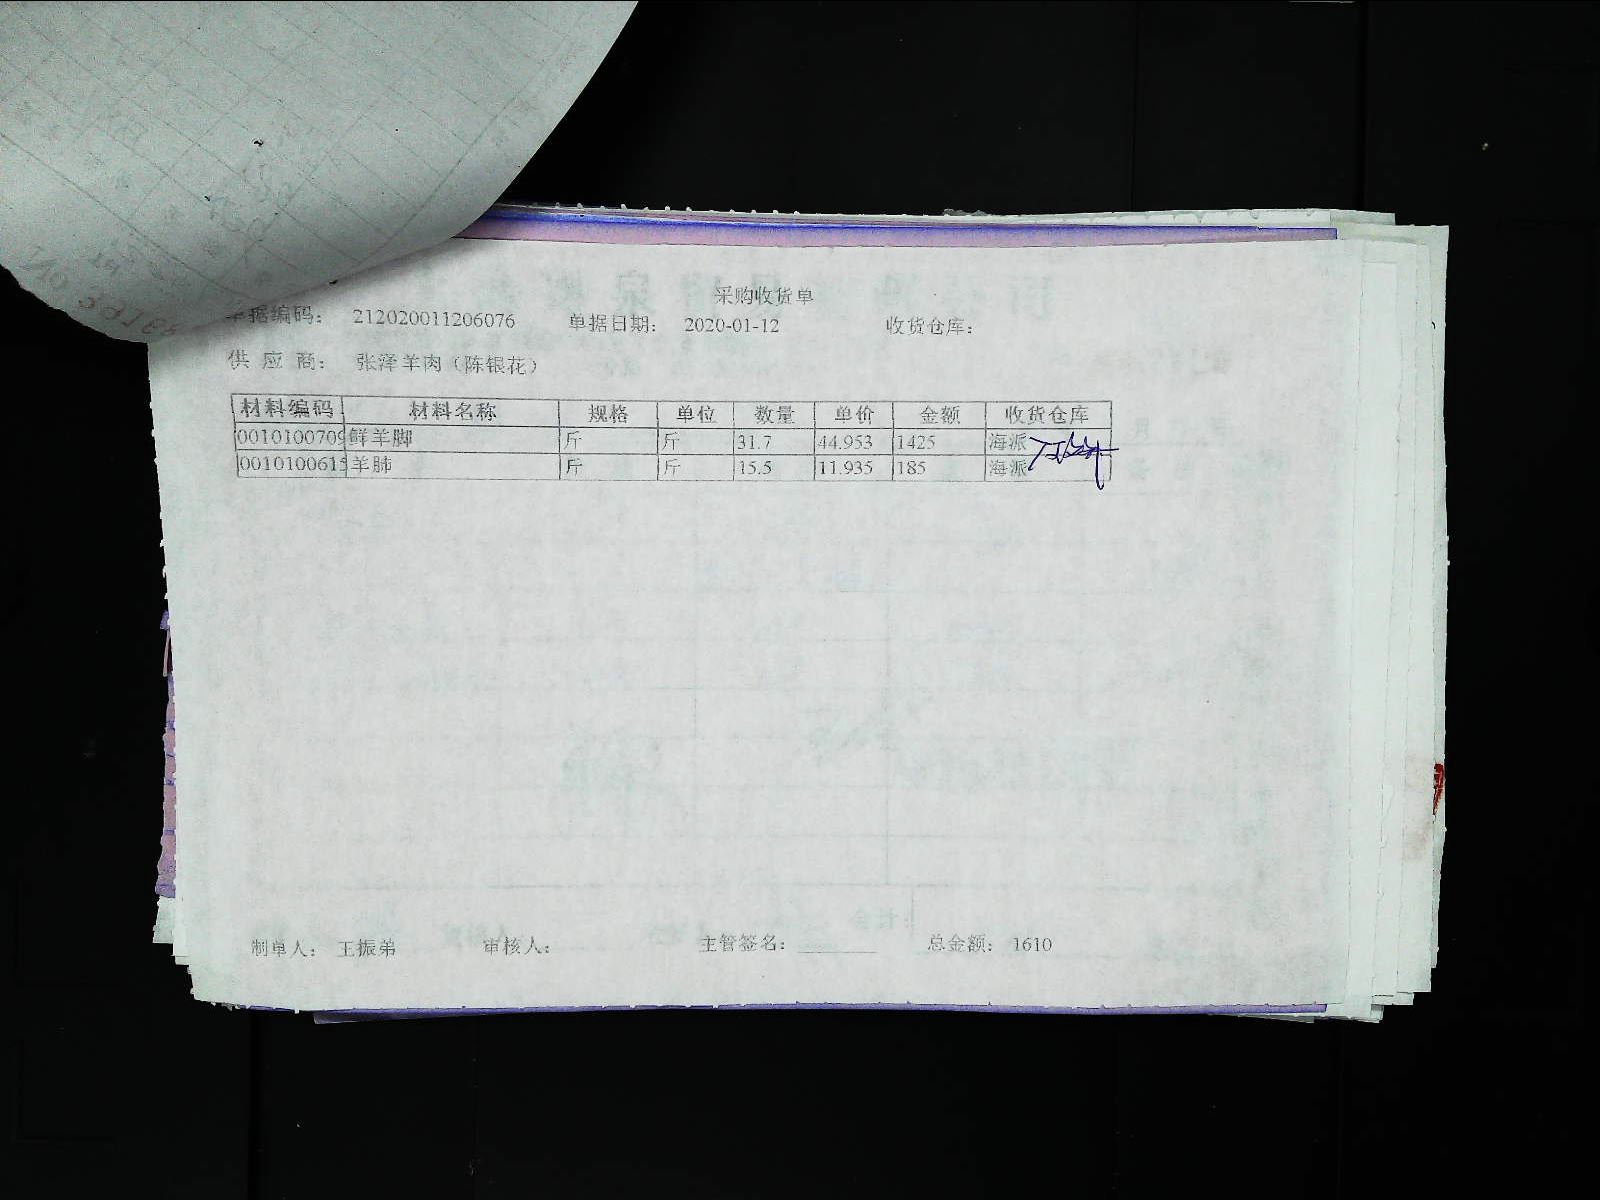 采购收货单
单据编码： 212020011206076 单据日期： 2020-01-12 收货仓库：
供 应 商： 张泽羊肉（陈银花）
材料编码 材料名称 规格 单位 数量 单价 金额 收货仓库
0010100709 鲜羊脚 斤 斤 31.7 44.953 1425 海派
0010100615 羊肺 斤 斤 15.5 11.935 185 海派
制单人： 王振弟 审核人： 主管签名： 总金额： 1610